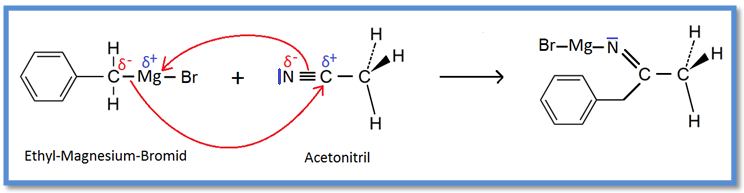 H
δ- δ+
C-Mg-Br
H
+
δ- δ+
N≡C-C
H
H
H
Br-Mg-N
C-C
H
H
H
Ethyl-Magnesium-Bromid
Acetonitril